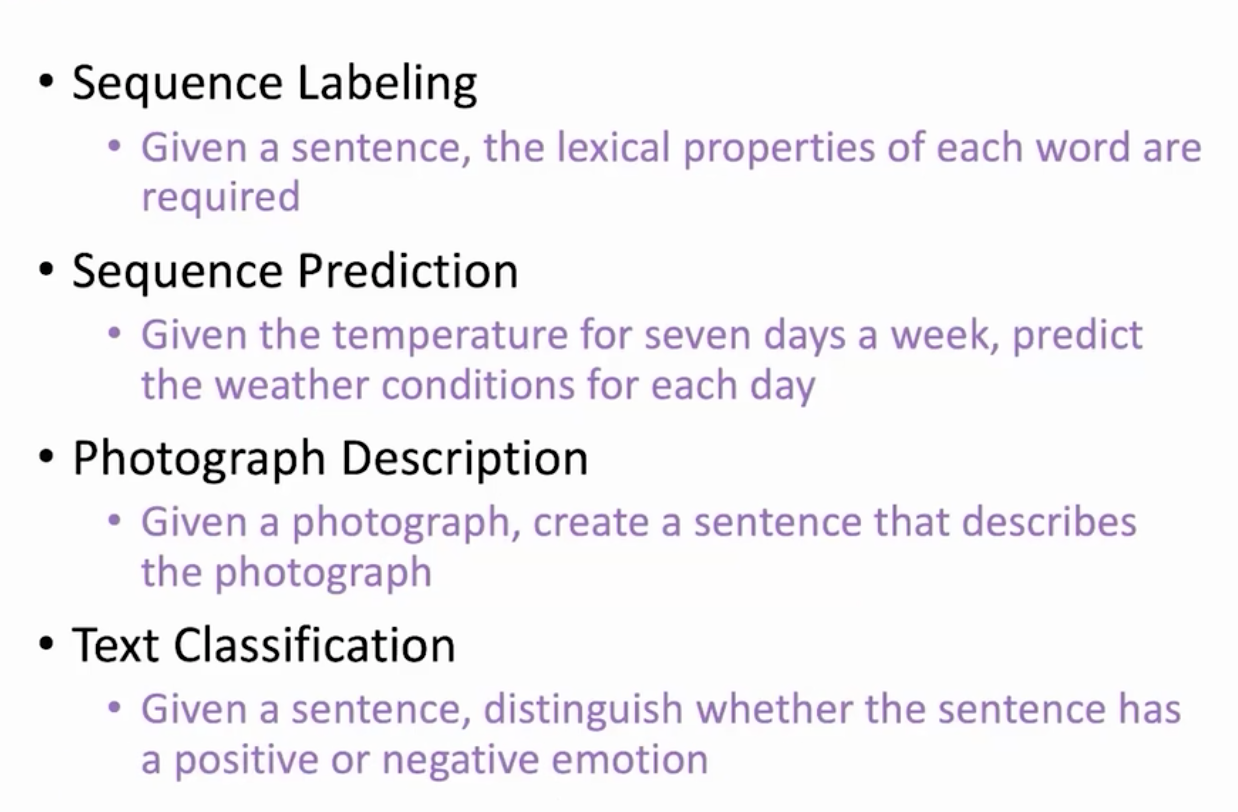 • Sequence Labeling
• Given a sentence, the lexical properties of each word are
required
• Sequence Prediction
• Given the temperature for seven days a week, predict
the weather conditions for each day
• Photograph Description
• Given a photograph, create a sentence that describes
the photograph
• Text Classification
• Given a sentence, distinguish whether the sentence has
a positive or negative emotion